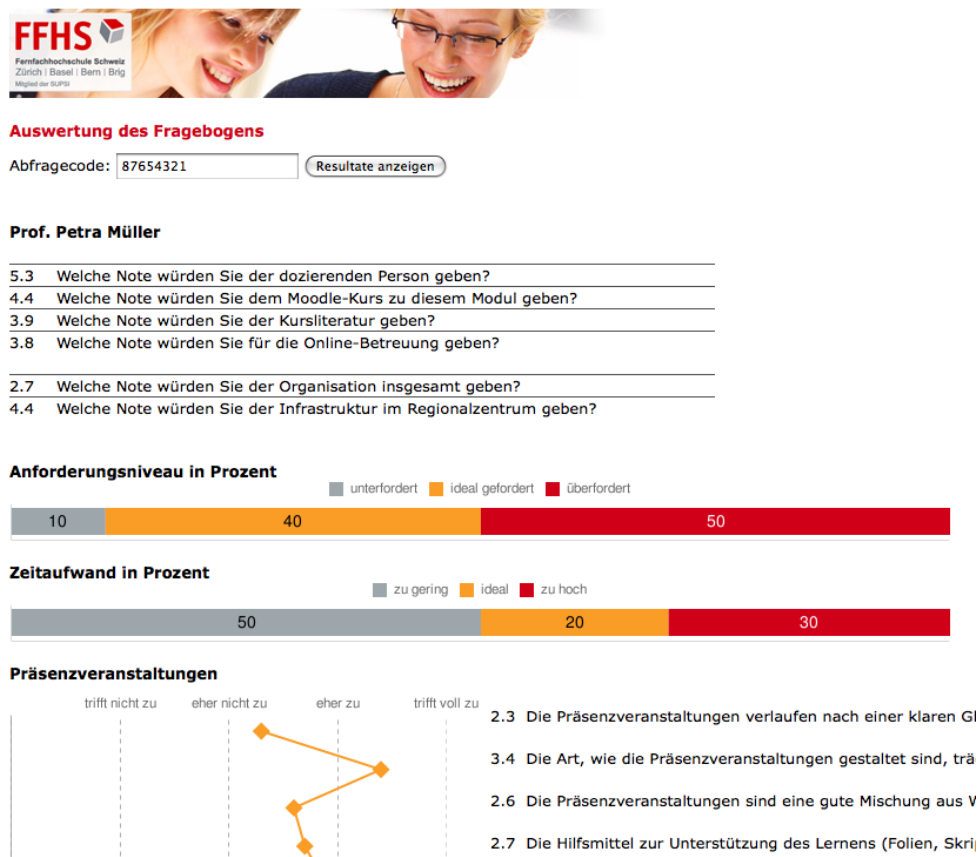 FFHS
Fernfachhochschule Schweiz
Zürich | Basel | Bern | Brig
Mitglied der SUPSI
Auswertung des Fragebogens
Abfragecode: 87654321 Resultate anzeigen
Prof. Petra Müller
5.3 Welche Note würden Sie der dozierenden Person geben?
4.4 Welche Note würden Sie dem Moodle-Kurs zu diesem Modul geben?
3.9 Welche Note würden Sie der Kursliteratur geben?
3.8 Welche Note würden Sie für die Online-Betreuung geben?
2.7 Welche Note würden Sie der Organisation insgesamt geben?
4.4 Welche Note würden Sie der Infrastruktur im Regionalzentrum geben?
Anforderungsniveau in Prozent
unterfordert ideal gefordert überfordert
10 40 50
Zeitaufwand in Prozent
zu gering ideal zu hoch
50 20 30
Präsenzveranstaltungen
trifft nicht zu eher nicht zu eher zu trifft voll zu
2.3 Die Präsenzveranstaltungen verlaufen nach einer klaren
3.4 Die Art, wie die Präsenzveranstaltungen gestaltet sind,
2.6 Die Präsenzveranstaltungen sind eine gute Mischung aus
2.7 Die Hilfsmittel zur Unterstützung des Lernens (Folien,